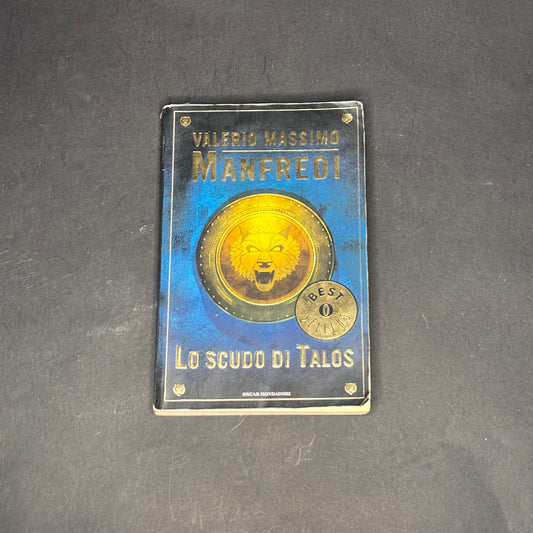 VALERIO MASSIMO
MANFREDI
BEST
LO SCUDO DI TALOS
OSCAR MONDADORI